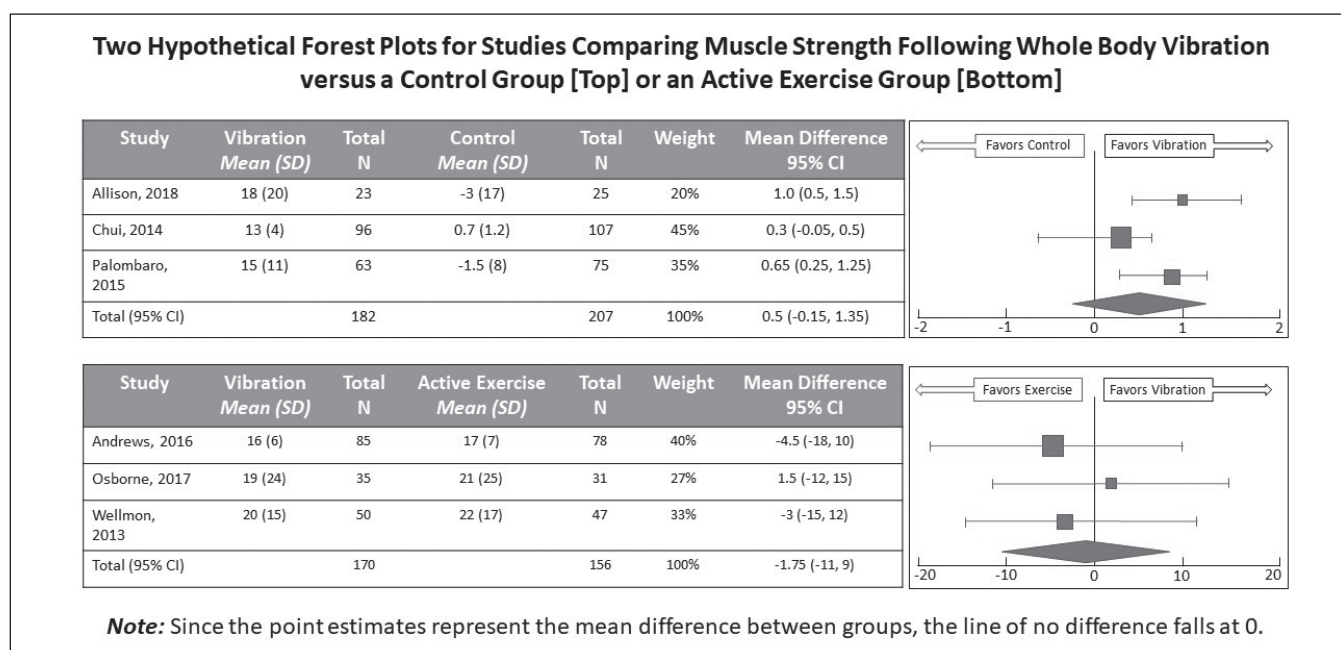 Two Hypothetical Forest Plots for Studies Comparing Muscle Strength Following Whole Body Vibration
versus a Control Group [Top] or an Active Exercise Group [Bottom]
Study Vibration Total Control Total Weight Mean Difference
Mean (SD) N Mean (SD) N 95% CI
Allison, 2018 18 (20) 23 -3 (17) 25 20% 1.0 (0.5, 1.5)
Chui, 2014 13 (4) 96 0.7 (1.2) 107 45% 0.3 (-0.05, 0.5)
Palombaro, 15 (11) 63 -1.5 (8) 75 35% 0.65 (0.25, 1.25)
2015
Total (95% CI) 182 207 100% 0.5 (-0.15, 1.35)
Favors Control Favors Vibration
-2 -1 0 1 2
Study Vibration Total Active Exercise Total Weight Mean Difference
Mean (SD) N Mean (SD) N 95% CI
Andrews, 2016 16 (6) 85 17 (7) 78 40% -4.5 (-18, 10)
Osborne, 2017 19 (24) 35 21 (25) 31 27% 1.5 (-12, 15)
Wellmon, 20 (15) 50 22 (17) 47 33% -3 (-15, 12)
2013
Total (95% CI) 170 156 100% -1.75 (-11, 9)
Favors Exercise Favors Vibration
-20 -10 0 10 20
Note: Since the point estimates represent the mean difference between groups, the line of no difference falls at 0.